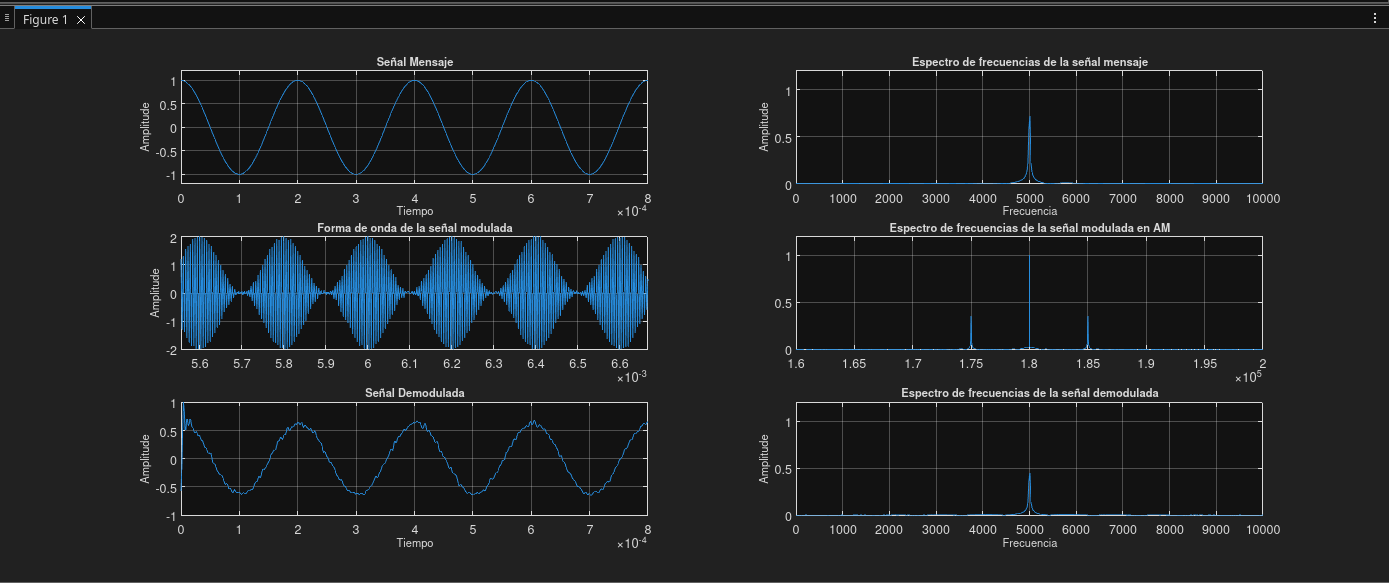 Figure 1
Señal Mensaje
Amplitude
1
0.5
0
-0.5
-1
0 1 2 3 4 5 6 7 8
Tiempo
×10^-4
Espectro de frecuencias de la señal mensaje
Amplitude
1
0.5
0
0 1000 2000 3000 4000 5000 6000 7000 8000 9000 10000
Frecuencia
Forma de onda de la señal modulada
Amplitude
2
1
0
-1
-2
5.6 5.7 5.8 5.9 6 6.1 6.2 6.3 6.4 6.5 6.6
×10^-3
Espectro de frecuencias de la señal modulada en AM
Amplitude
1
0.5
0
1.6 1.65 1.7 1.75 1.8 1.85 1.9 1.95 2
×10^5
Señal Demodulada
Amplitude
1
0.5
0
-0.5
-1
0 1 2 3 4 5 6 7 8
Tiempo
×10^-4
Espectro de frecuencias de la señal demodulada
Amplitude
1
0.5
0
0 1000 2000 3000 4000 5000 6000 7000 8000 9000 10000
Frecuencia